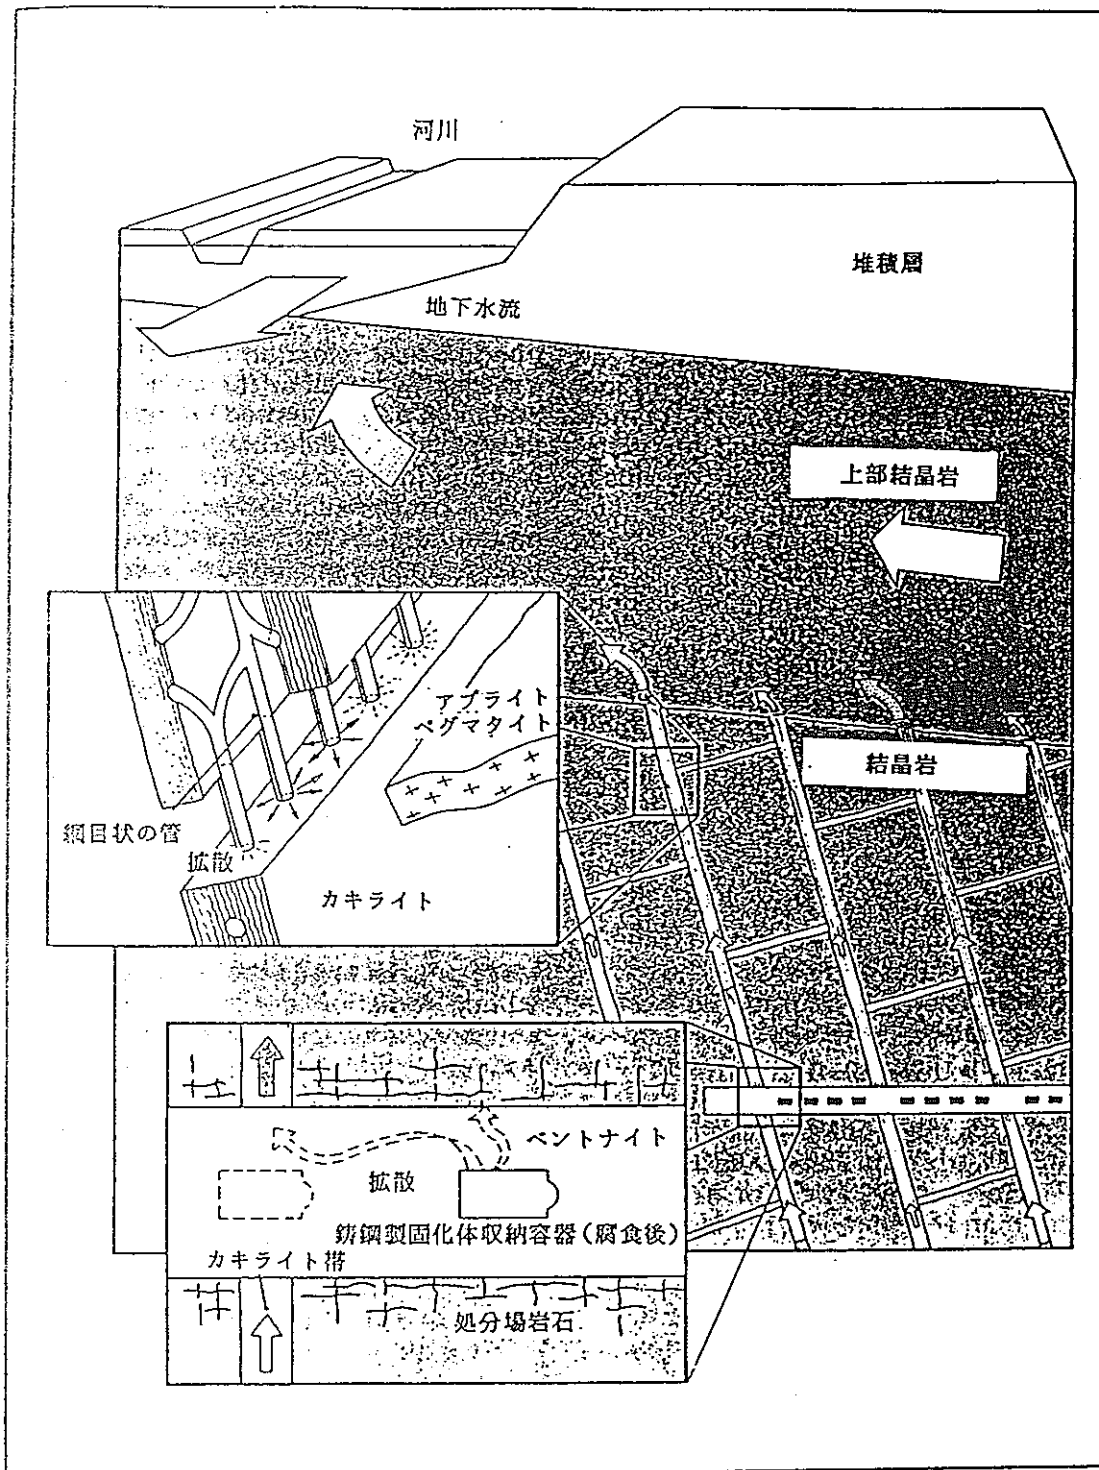 河川
堆積層
地下水流
上部結晶岩
アプライト
ペグマタイト
結晶岩
網目状の管
拡散
カキライト
ベントナイト
拡散
鋳鋼製固化体収納容器(腐食後)
カキライト帯
処分場岩石